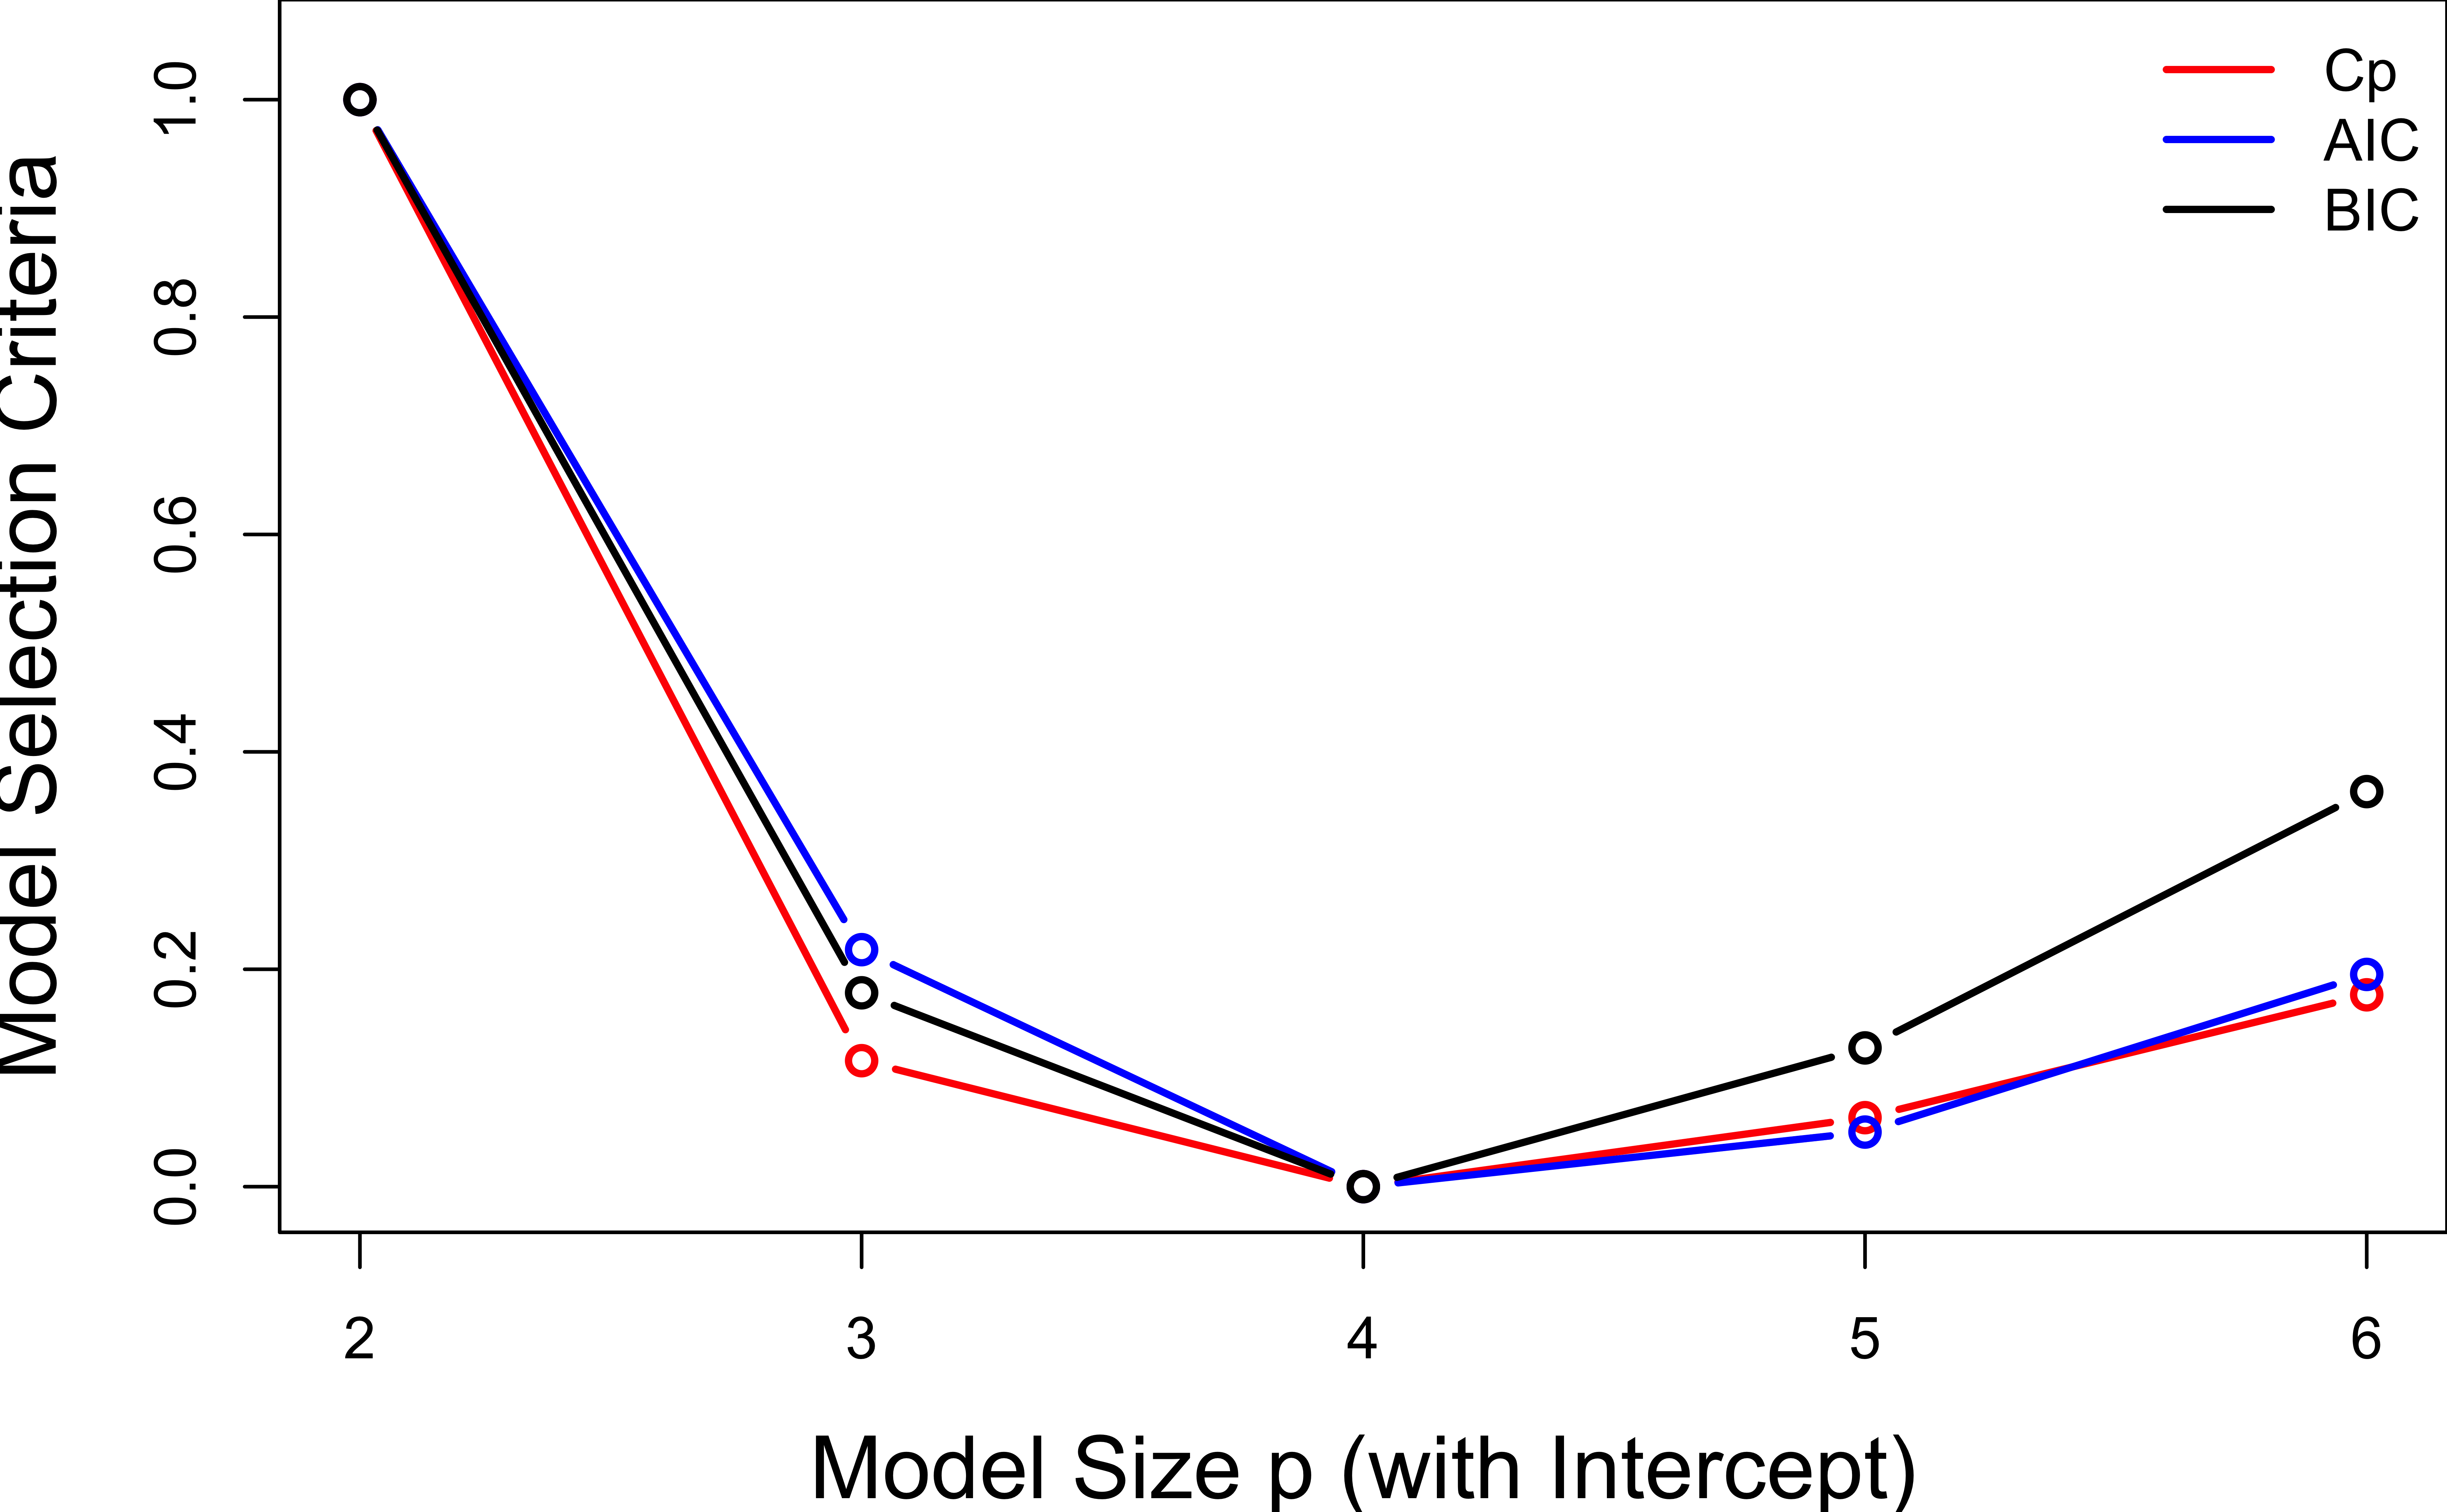 Cp
AIC
BIC
Model Selection Criteria
1.0
0.8
0.6
0.4
0.2
0.0
2 3 4 5 6
Model Size p (with Intercept)